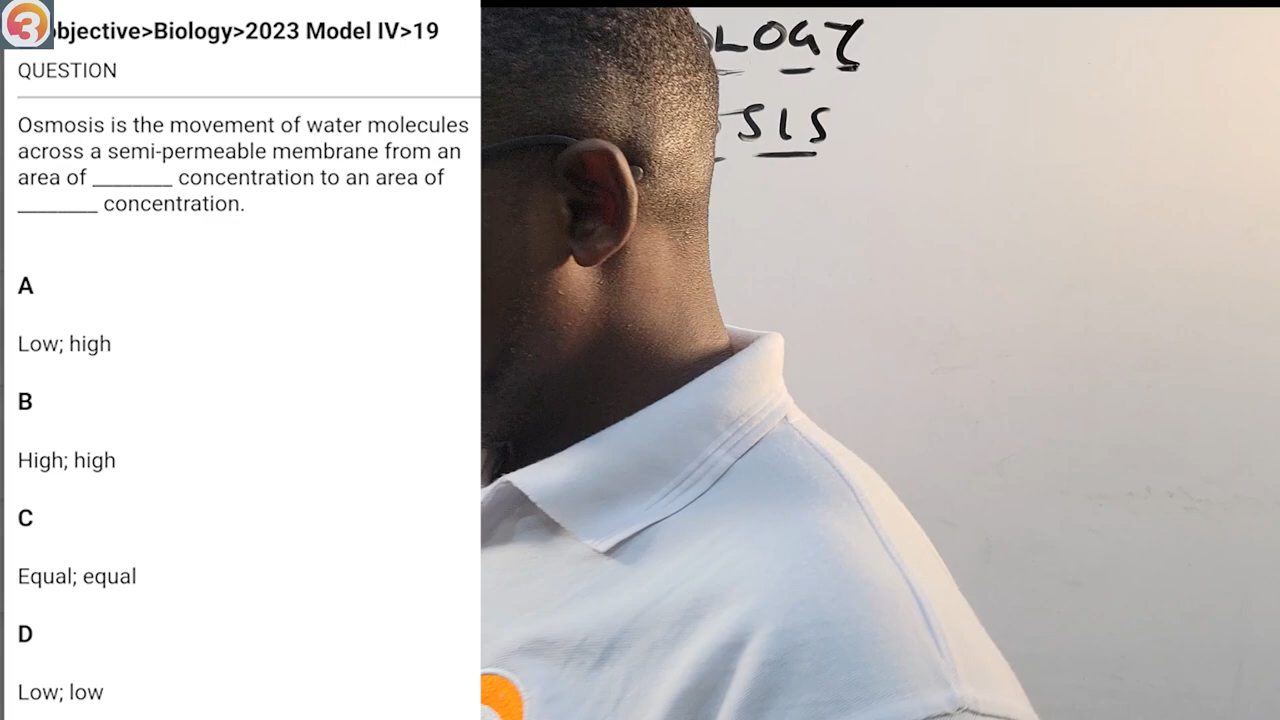 objective>Biology>2023 Model IV>19
QUESTION
Osmosis is the movement of water molecules
across a semi-permeable membrane from an
area of ________ concentration to an area of
________ concentration.
A
Low; high
B
High; high
C
Equal; equal
D
Low; low
LOGY
SIS